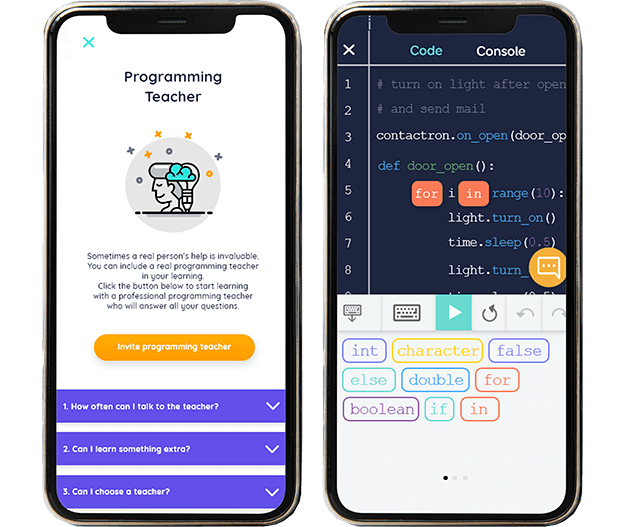 Programming
Teacher
Sometimes a real person's help is invaluable.
You can include a real programming teacher
in your learning.
Click the button below to start learning
with a professional programming teacher
who will answer all your questions.
Invite programming teacher
1. How often can I talk to the teacher?
2. Can I learn something extra?
3. Can I choose a teacher?
Code Console
1 # turn on light after open
2 # and send mail
3 contactron.on_open(door_op
4 def door_open():
5 for i in range(10):
6 light.turn_on()
7 time.sleep(0.5)
8 light.turn_
int character false
else double for
boolean if in